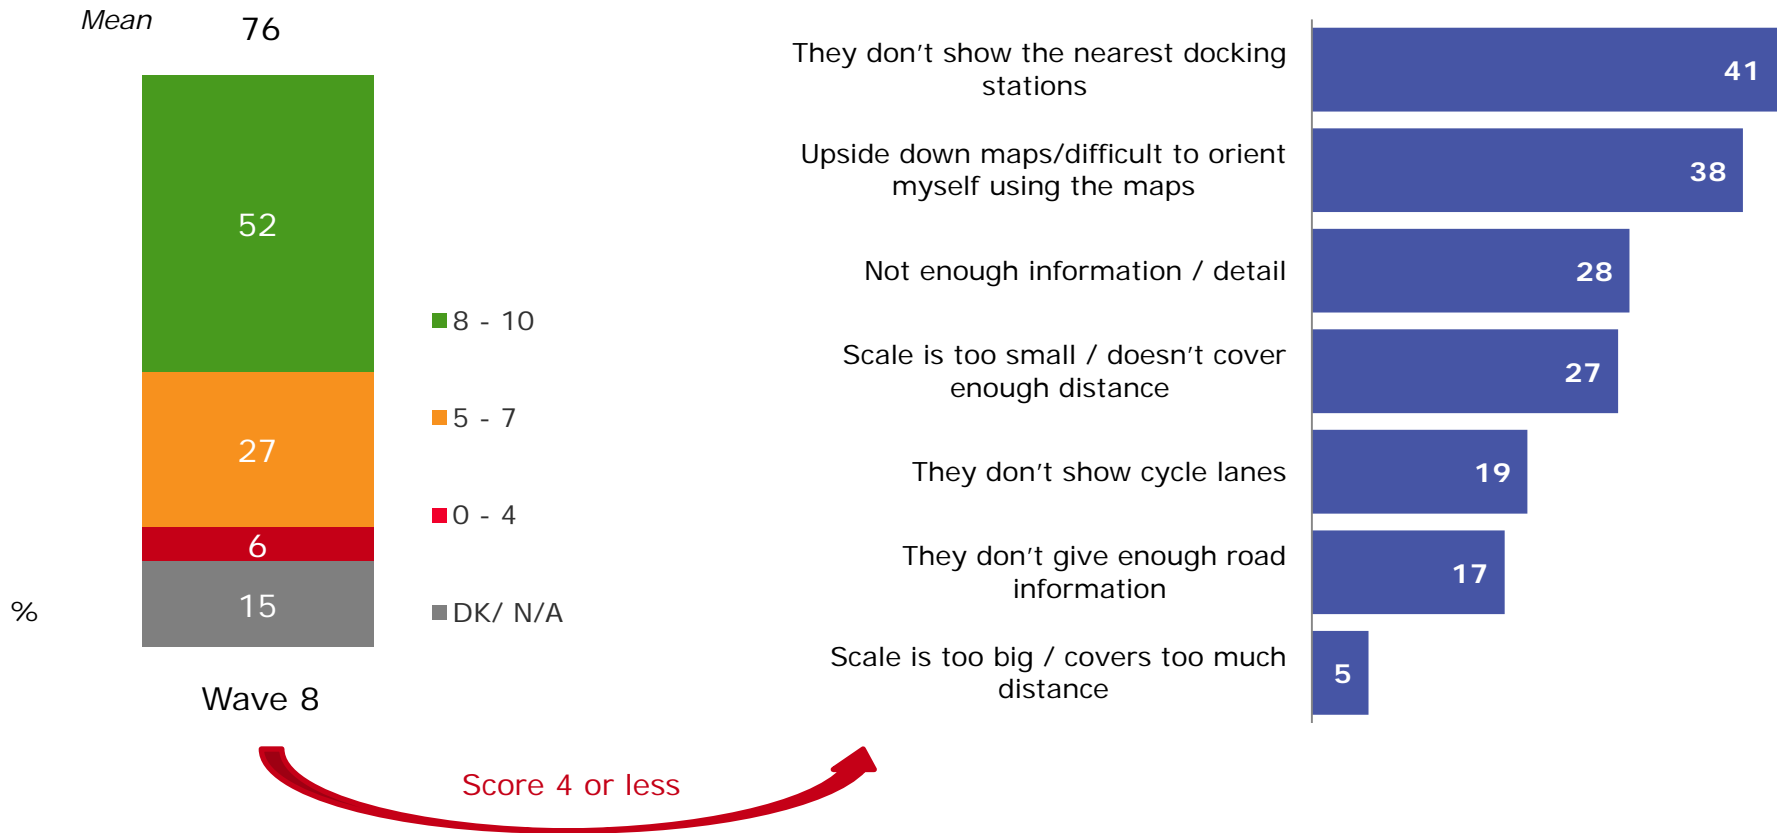 Mean
76
52
27
6
15
%
Wave 8
8 - 10
5 - 7
0 - 4
DK/ N/A
Score 4 or less
They don't show the nearest docking
stations
41
Upside down maps/difficult to orient
myself using the maps
38
Not enough information / detail
28
Scale is too small / doesn't cover
enough distance
27
They don't show cycle lanes
19
They don't give enough road
information
17
Scale is too big / covers too much
distance
5